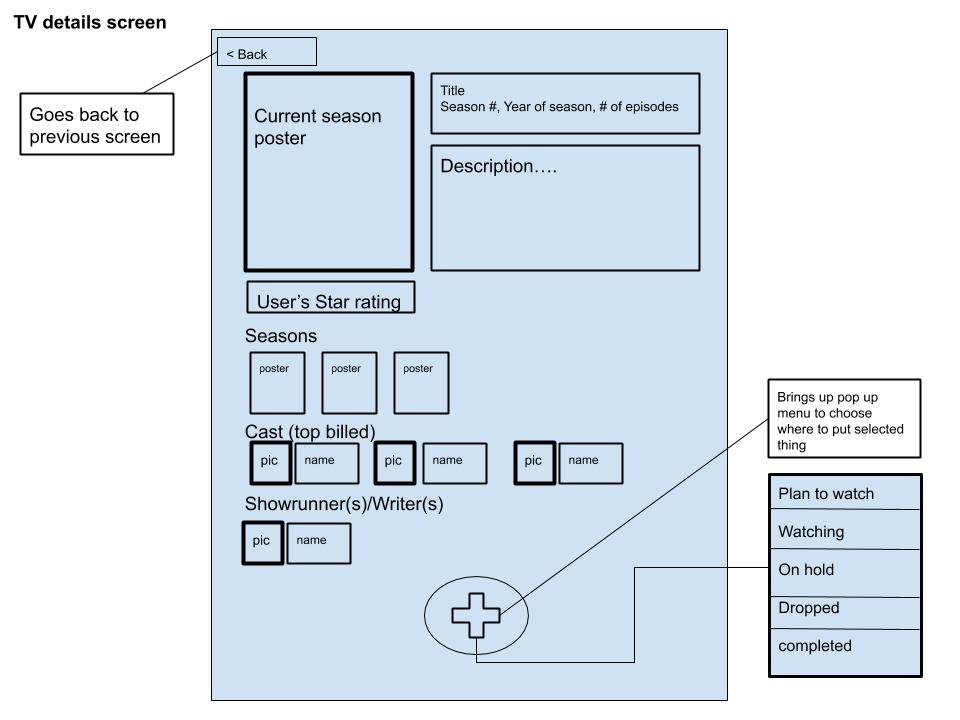 TV details screen
< Back
Goes back to
previous screen
Current season
poster
Title
Season #, Year of season, # of episodes
Description….
User’s Star rating
Seasons
poster
poster
poster
Cast (top billed)
pic
name
pic
name
pic
name
Showrunner(s)/Writer(s)
pic
name
Brings up pop up
menu to choose
where to put selected
thing
Plan to watch
Watching
On hold
Dropped
completed